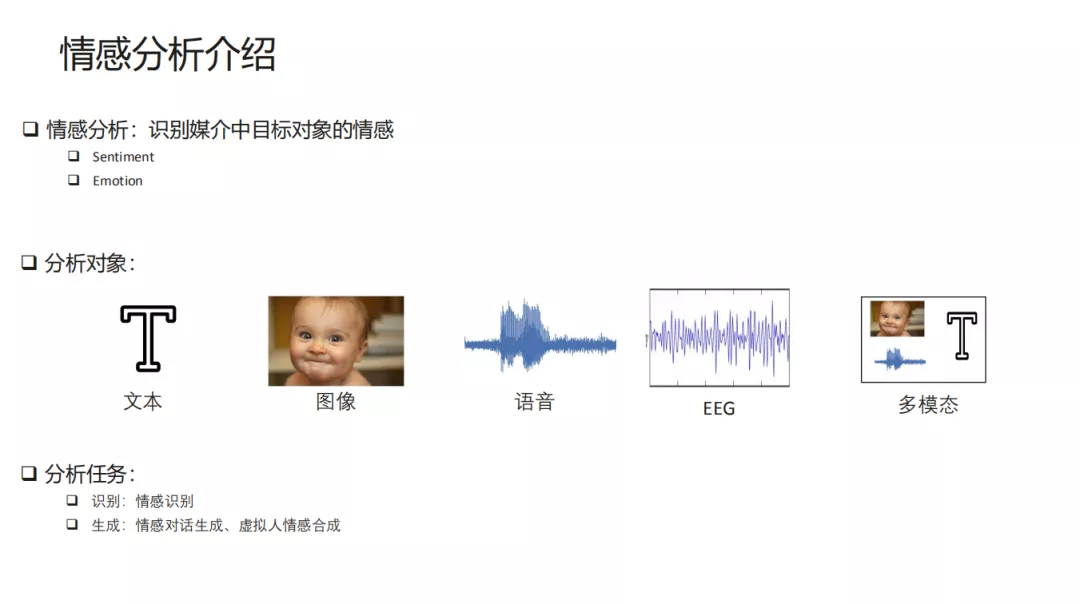 情感分析介绍
情感分析：识别媒介中目标对象的情感
Sentiment
Emotion
分析对象：
T
T
文本
图像
语音
EEG
多模态
分析任务：
识别：情感识别
生成：情感对话生成、虚拟人情感合成